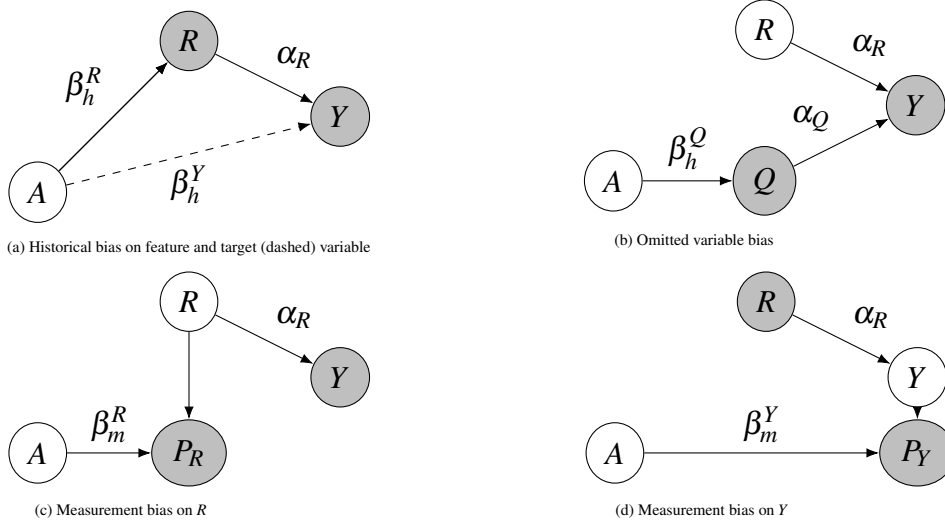 R
α_R
β_h^R
Y
β_h^Y
A
(a) Historical bias on feature and target (dashed) variable
R
α_R
Y
α_Q
β_h^Q
A
Q
(b) Omitted variable bias
R
α_R
Y
β_m^R
A
P_R
(c) Measurement bias on R
R
α_R
Y
β_m^Y
A
P_Y
(d) Measurement bias on Y